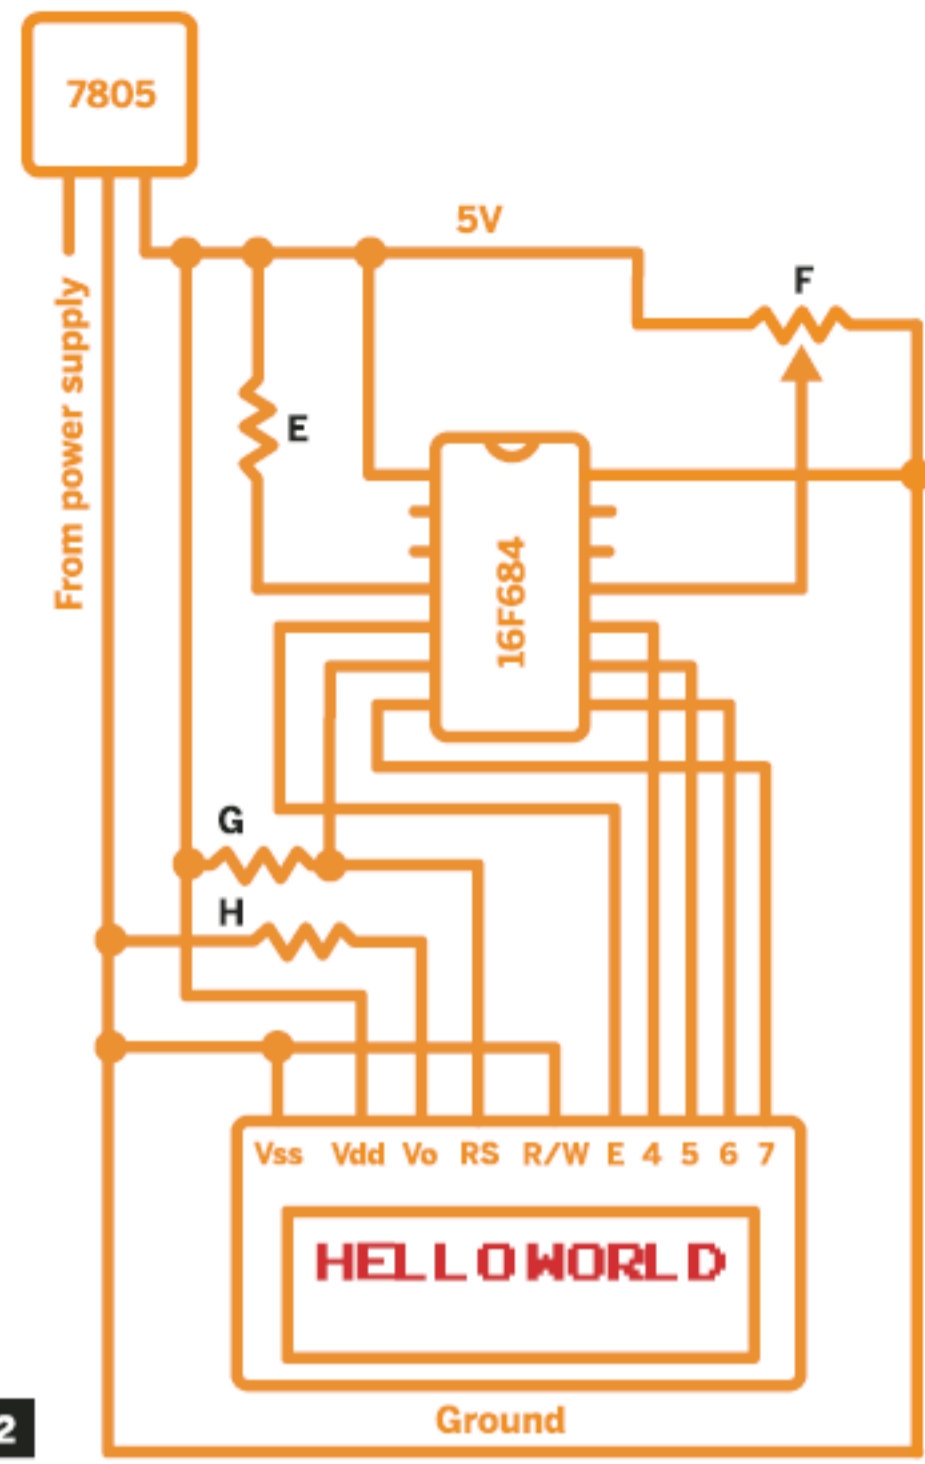 7805
5V
F
From power supply
E
16F684
G
H
Vss Vdd Vo RS R/W E 4 5 6 7
HELLO WORLD
Ground
2